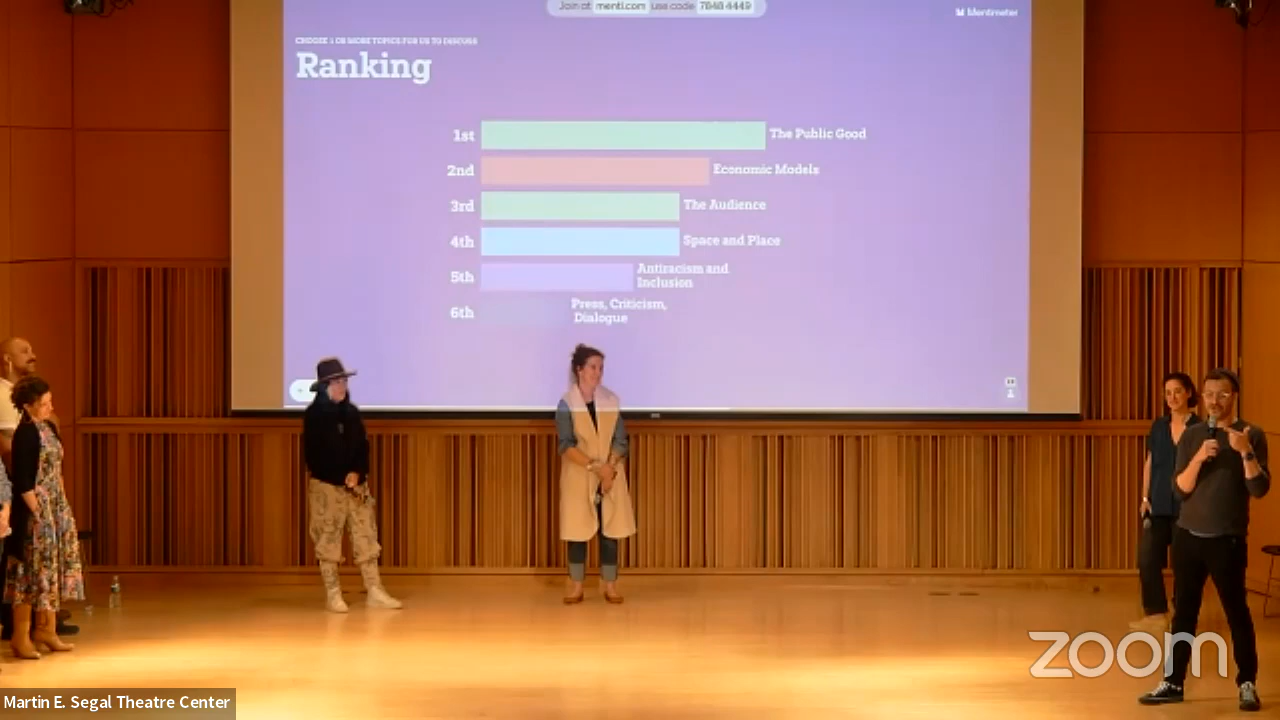 Join at menti.com use code 7848 4449
Mentimeter
CHOOSE 1 OR MORE TOPICS FOR US TO DISCUSS
Ranking
1st The Public Good
2nd Economic Models
3rd The Audience
4th Space and Place
5th Antiracism and
Inclusion
6th Press, Criticism,
Dialogue
zoom
Martin E. Segal Theatre Center